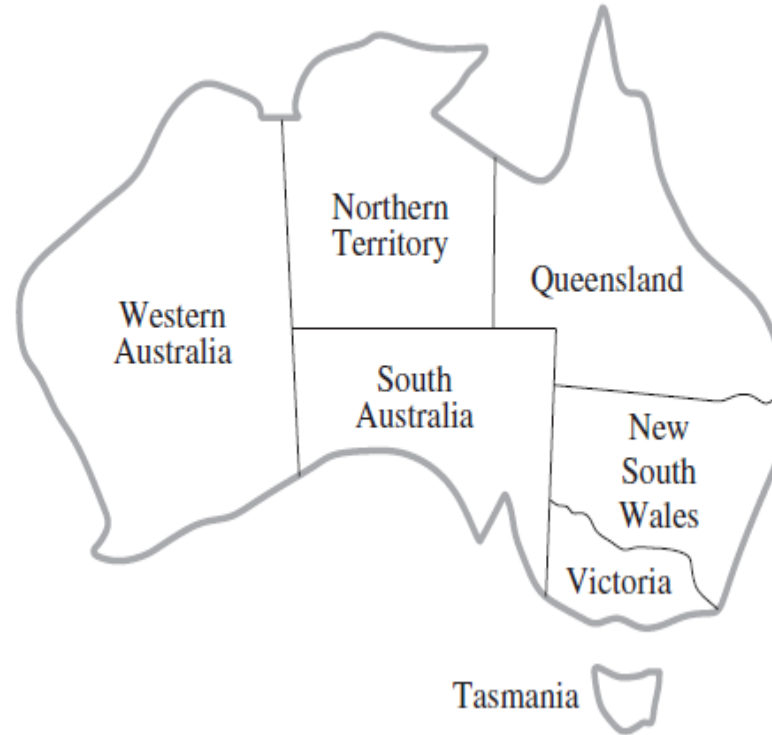 Northern
Territory
Queensland
Western
Australia
South
Australia
New
South
Wales
Victoria
Tasmania